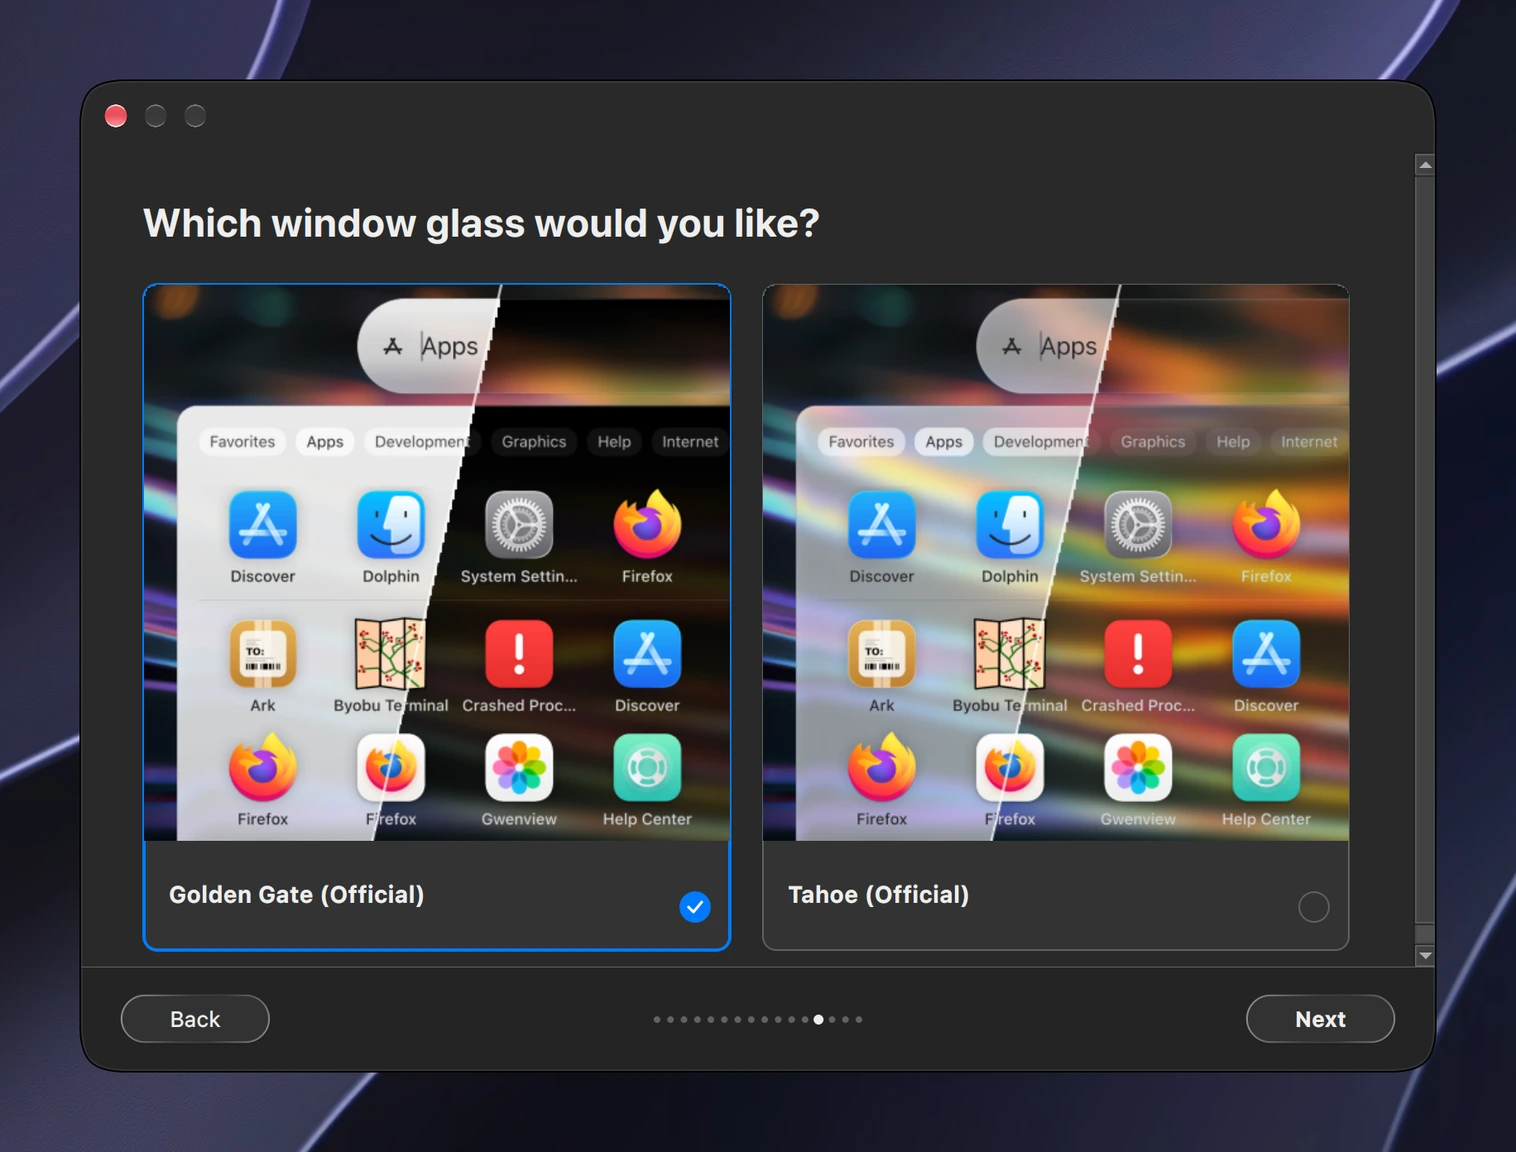 Which window glass would you like?
Apps
Favorites Apps Development Graphics Help Internet
Discover Dolphin System Settin... Firefox
TO:
Ark Byobu Terminal Crashed Proc... Discover
Firefox Firefox Gwenview Help Center
Golden Gate (Official)
Apps
Favorites Apps Development Graphics Help Internet
Discover Dolphin System Settin... Firefox
TO:
Ark Byobu Terminal Crashed Proc... Discover
Firefox Firefox Gwenview Help Center
Tahoe (Official)
Back
Next